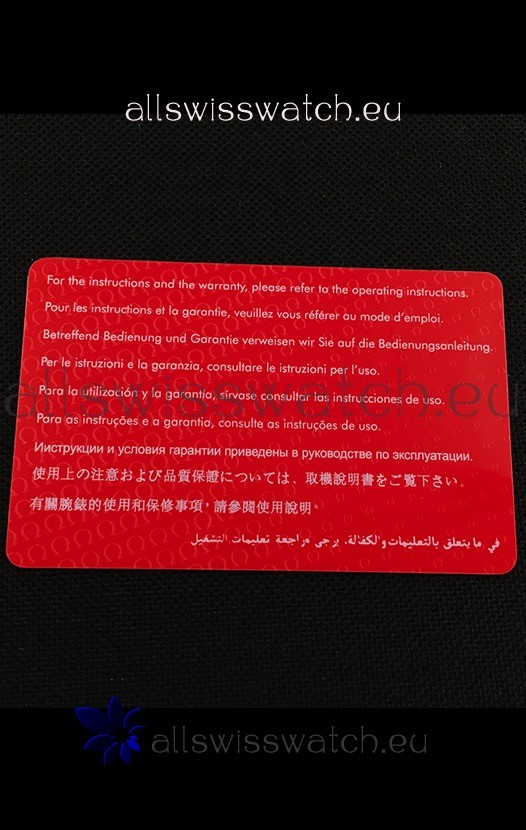 allswisswatch.eu
For the instructions and the warranty, please refer to the operating instructions.
Pour les instructions et la garantie, veuillez vous référer au mode d'emploi.
Betreffend Bedienung und Garantie verweisen wir Sie auf die Bedienungsanleitung.
Per le istruzioni e la garanzia, consultare le istruzioni per l'uso.
allswisswatch.eu
Para la utilización y la garantía, sírvase consultar las instrucciones de uso.
Para as instruções e a garantia, consulte as instruções de uso.
Инструкции и условия гарантии приведены в руководстве по эксплуатации.
使用上の注意および品質保證については、取機說明書をご覧下さい。
有關腕錶的使用和保修事項，請參閱使用說明。
في ما يتعلق بالتعليمات والكفالة، يرجى مراجعة تعليمات التشغيل
allswisswatch.eu